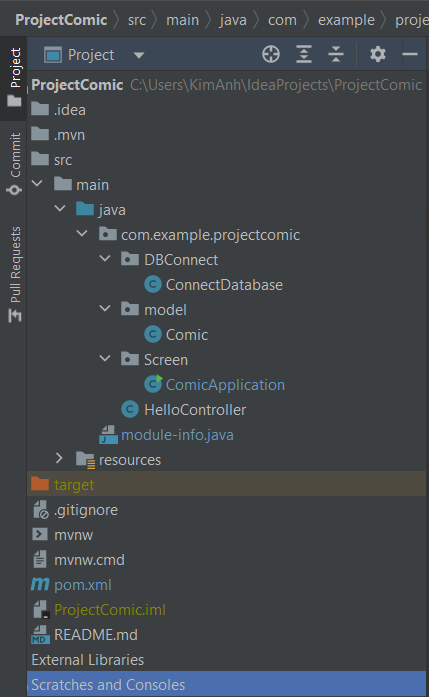 ProjectComic > src > main > java > com > example > proje
Project
ProjectComic C:\Users\KimAnh\IdeaProjects\ProjectComic
.idea
.mvn
src
main
java
com.example.projectcomic
DBConnect
ConnectDatabase
model
Comic
Screen
ComicApplication
HelloController
module-info.java
resources
target
.gitignore
mvnw
mvnw.cmd
pom.xml
ProjectComic.iml
README.md
External Libraries
Scratches and Consoles
Project
Commit
Pull Requests